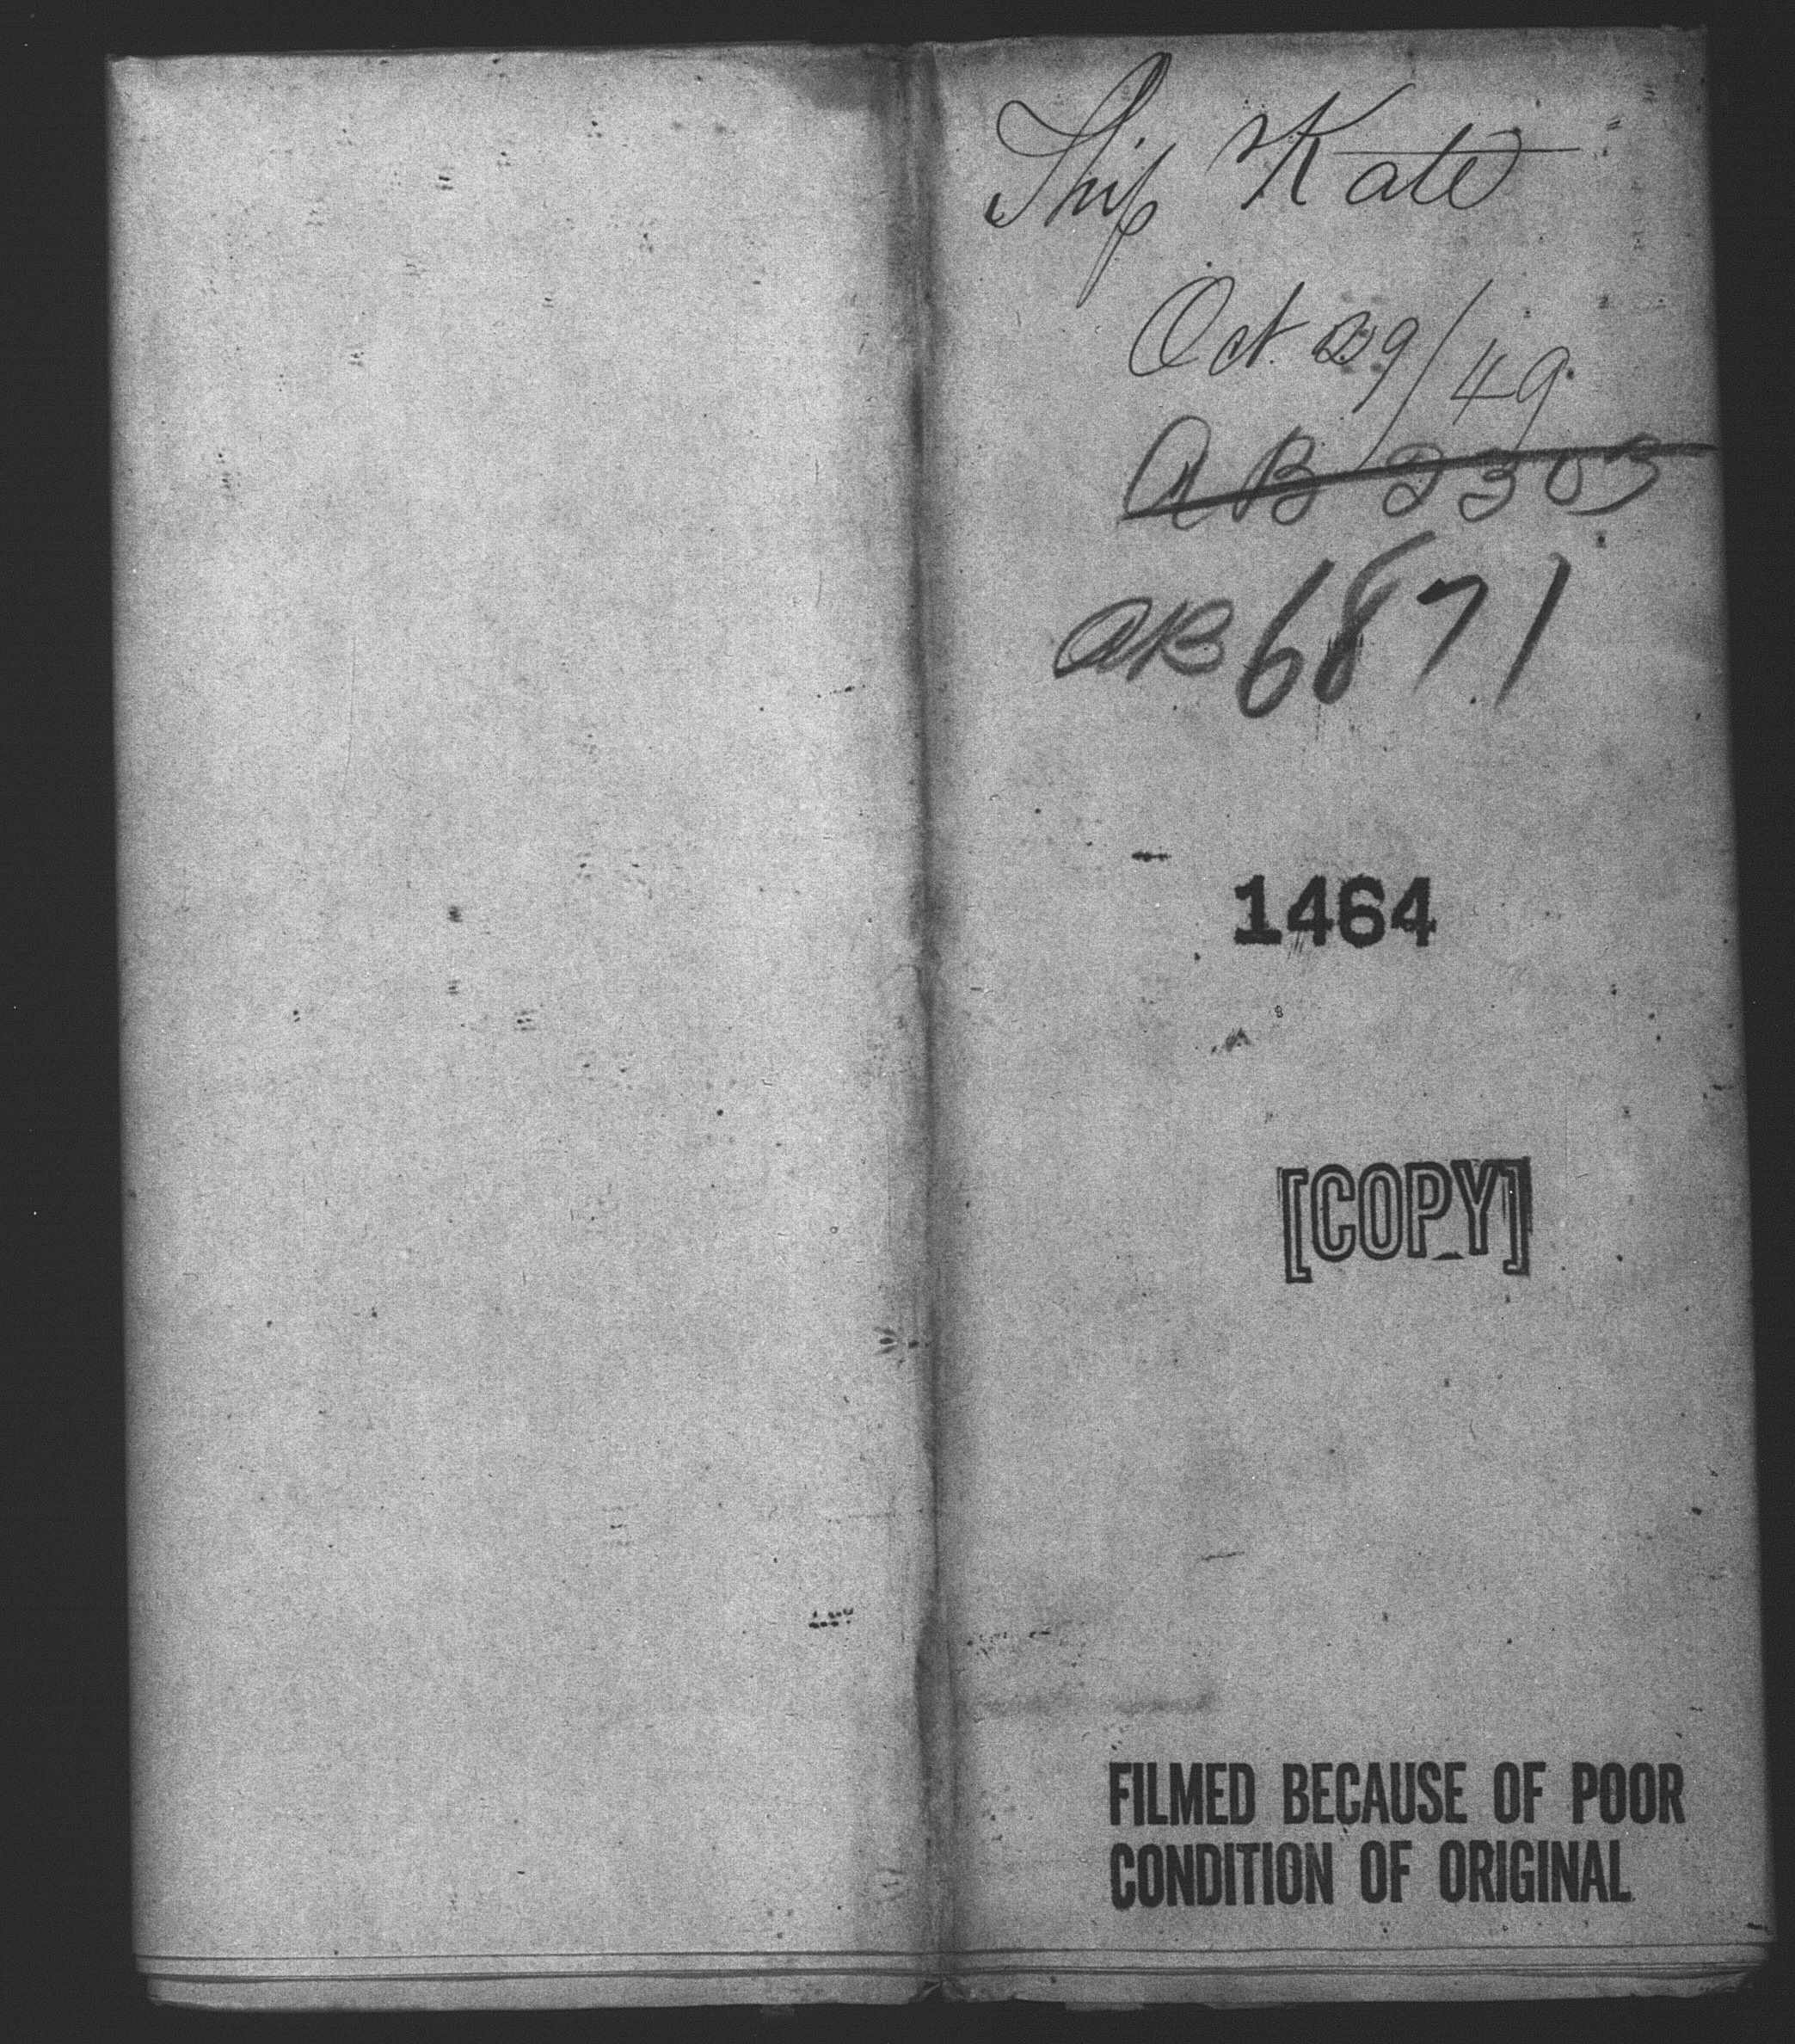 Ship Kate
Oct. 29/49.
AB 2303
AB 6871
1464
[COPY]
FILMED BECAUSE OF POOR
CONDITION OF ORIGINAL